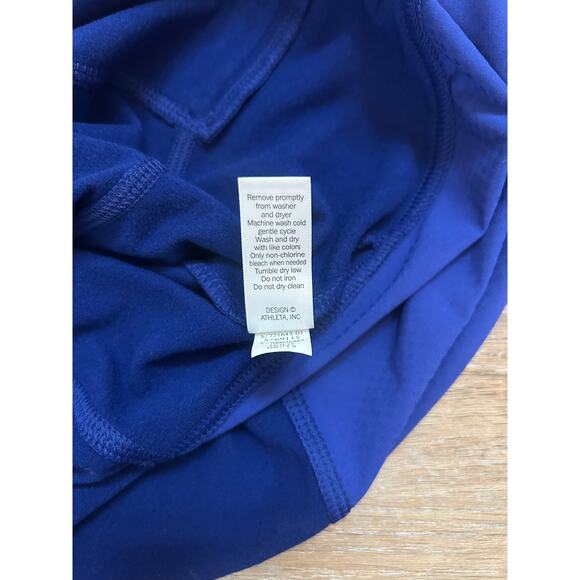 Remove promptly
from washer
and dryer
Machine wash cold
gentle cycle
Wash and dry
with like colors
Only non-chlorine
bleach when needed
Tumble dry low
Do not iron
Do not dry clean
DESIGN ©
ATHLETA, INC